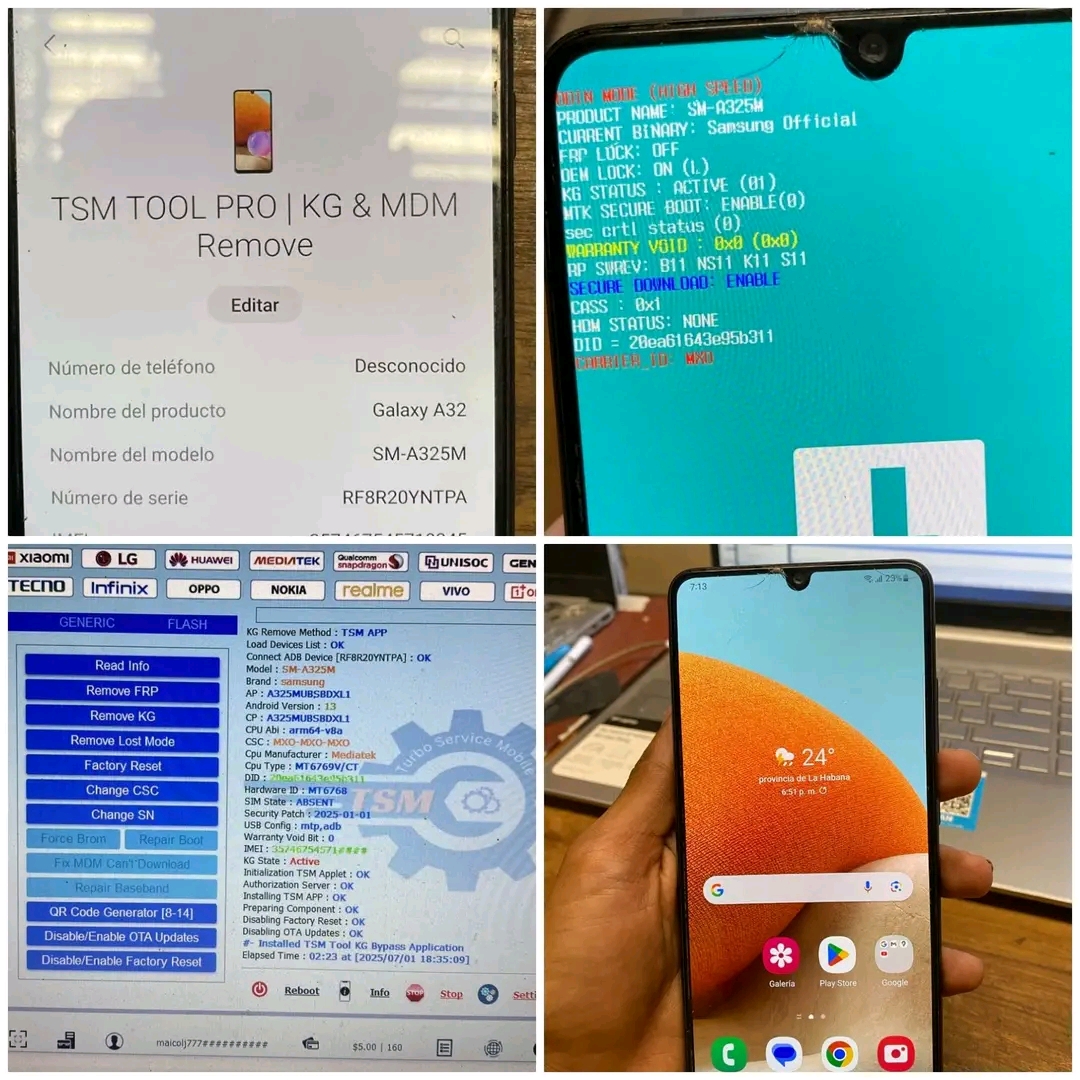 TSM TOOL PRO | KG & MDM
Remove
Editar
Número de teléfono Desconocido
Nombre del producto Galaxy A32
Nombre del modelo SM-A325M
Número de serie RF8R20YNTPA
ODIN MODE (HIGH SPEED)
PRODUCT NAME: SM-A325M
CURRENT BINARY: Samsung Official
FRP LOCK: OFF
OEM LOCK: ON (L)
KG STATUS : ACTIVE (01)
MTK SECURE BOOT: ENABLE(0)
sec crtl status (0)
WARRANTY VOID : 0x0 (0x0)
RP SWREV: B11 NS11 K11 S11
SECURE DOWNLOAD: ENABLE
CASS : 0x1
HDM STATUS: NONE
DID = 20ea61643e95b311
CARRIER_ID: MXO
xiaomi LG HUAWEI MEDIATEK Qualcomm snapdragon UNISOC GEN
TECNO Infinix OPPO NOKIA realme VIVO
GENERIC FLASH
Read Info
Remove FRP
Remove KG
Remove Lost Mode
Factory Reset
Change CSC
Change SN
Force Brom Repair Boot
Fix MDM Can't Download
Repair Baseband
QR Code Generator [8-14]
Disable/Enable OTA Updates
Disable/Enable Factory Reset
KG Remove Method : TSM APP
Load Devices List : OK
Connect ADB Device [RF8R20YNTPA] : OK
Model : SM-A325M
Brand : samsung
AP : A325MUBSBDXL1
Android Version : 13
CP : A325MUBSBDXL1
CPU Abi : arm64-v8a
CSC : MXO-MXO-MXO
Cpu Manufacturer : Mediatek
Cpu Type : MT6769V/CT
DID : 20ea61643e95b311
Hardware ID : MT6768
SIM State : ABSENT
Security Patch : 2025-01-01
USB Config : mtp,adb
Warranty Void Bit : 0
IMEI : 35746754571####
KG State : Active
Initialization TSM Applet : OK
Authorization Server : OK
Installing TSM APP : OK
Preparing Component : OK
Disabling Factory Reset : OK
Disabling OTA Updates : OK
#- Installed TSM Tool KG Bypass Application
Elapsed Time : 02:23 at [2025/07/01 18:35:09]
Turbo Service Mobile
TSM
Reboot Info Stop Setti
maicolj777########## $5.00 | 160
7:13 23%
24°
provincia de La Habana
6:51 p. m.
G
Galería Play Store Google